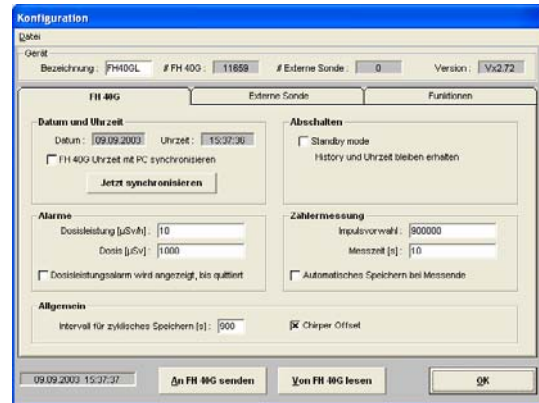 Konfiguration
Datei
Gerät
Bezeichnung : FH40GL # FH 40G : 11659 # Externe Sonde : 0 Version : Vx2.72
FH 40G Externe Sonde Funktionen
Datum und Uhrzeit
Datum : 09.09.2003 Uhrzeit : 15:37:36
FH 40G Uhrzeit mit PC synchronisieren
Jetzt synchronisieren
Abschalten
Standby mode
History und Uhrzeit bleiben erhalten
Alarme
Dosisleistung [µSv/h] : 10
Dosis [µSv] : 1000
Dosisleistungsalarm wird angezeigt, bis quittiert
Zählermessung
Impulsvorwahl : 900000
Messzeit [s] : 10
Automatisches Speichern bei Messende
Allgemein
Intervall für zyklisches Speichern [s] : 900 Chirper Offset
09.09.2003 15:37:37 An FH 40G senden Von FH 40G lesen OK